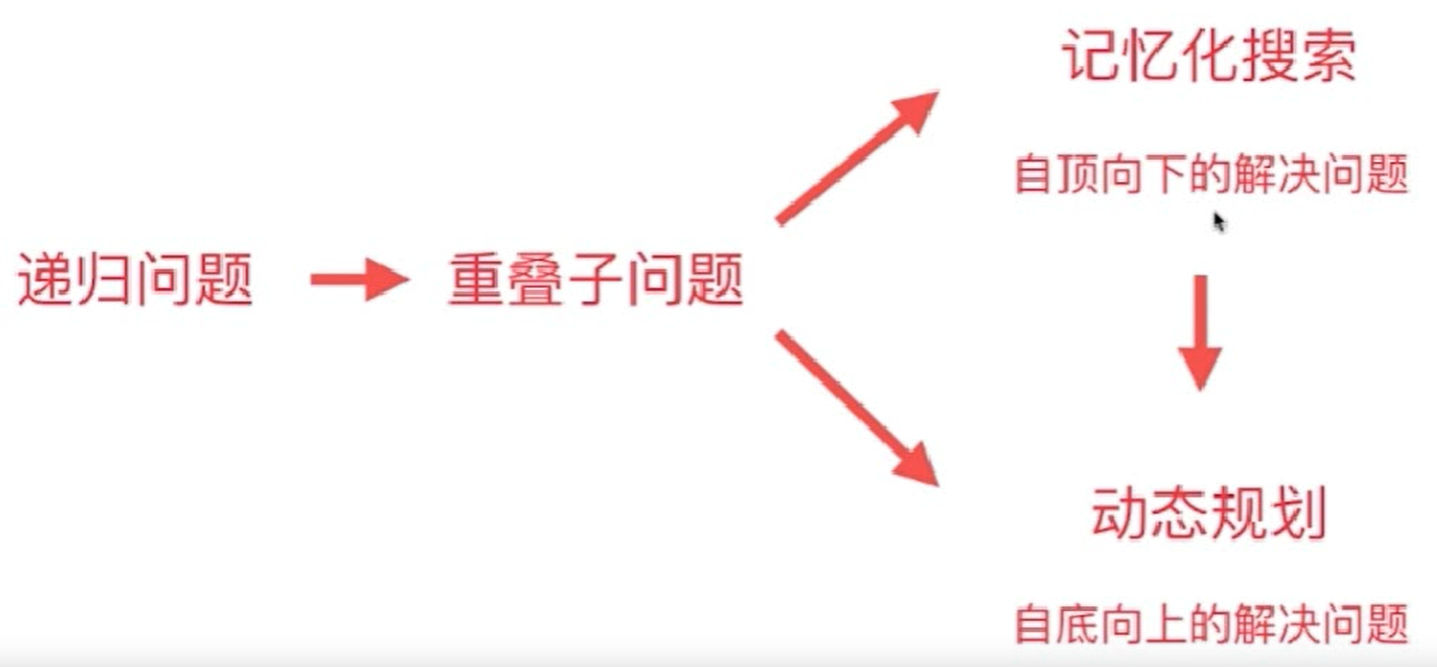 记忆化搜索
自顶向下的解决问题
递归问题
重叠子问题
动态规划
自底向上的解决问题